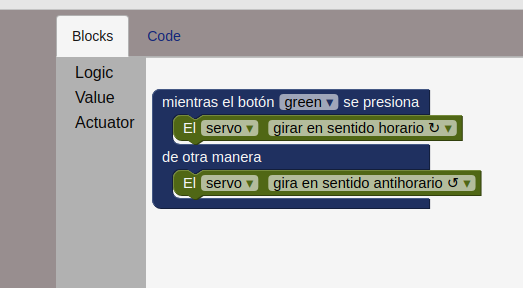 Blocks Code
Logic
Value
Actuator
mientras el botón green ▾ se presiona
El servo ▾ girar en sentido horario ↻ ▾
de otra manera
El servo ▾ gira en sentido antihorario ↺ ▾